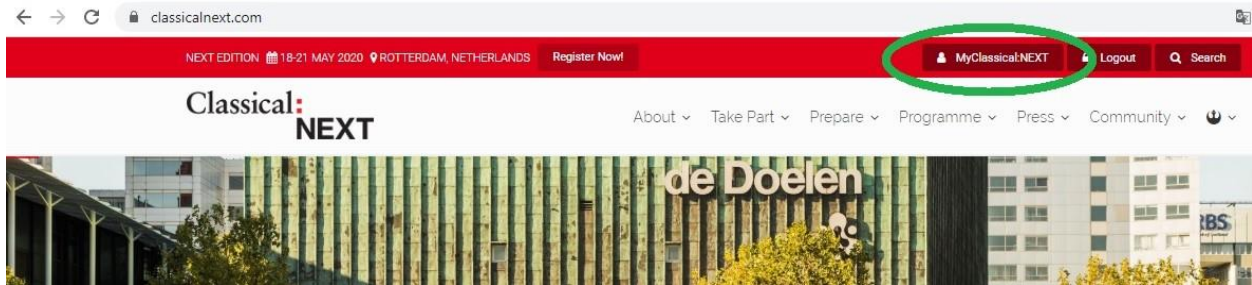 classicalnext.com
NEXT EDITION 18-21 MAY 2020 ROTTERDAM, NETHERLANDS Register Now! MyClassical:NEXT Logout Search
Classical:
NEXT
About Take Part Prepare Programme Press Community
de Doelen
RBS